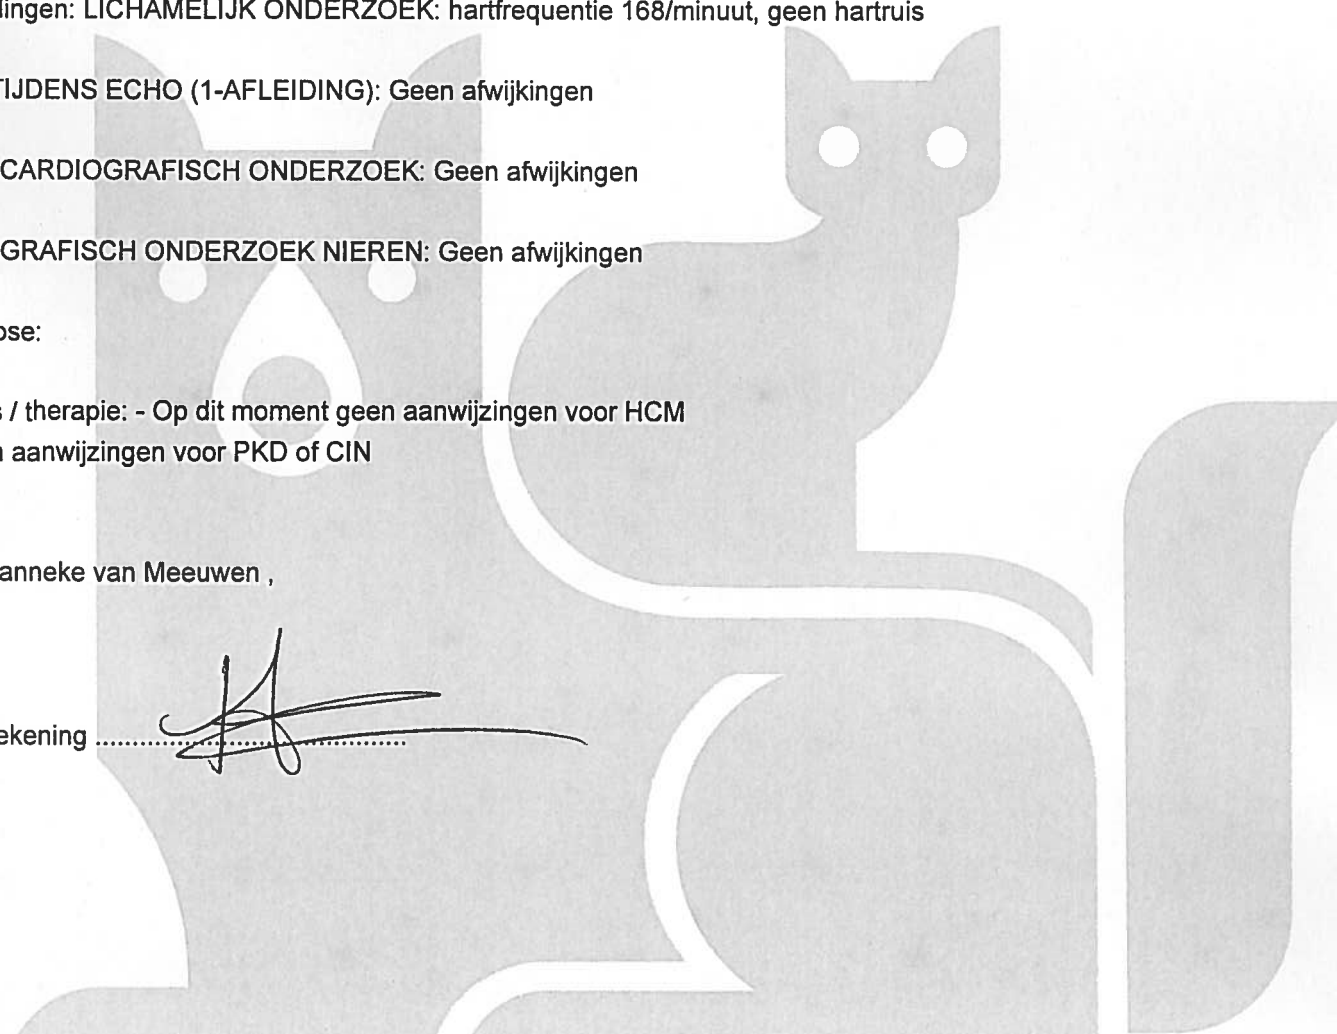 lingen: LICHAMELIJK ONDERZOEK: hartfrequentie 168/minuut, geen hartruis
TIJDENS ECHO (1-AFLEIDING): Geen afwijkingen
CARDIOGRAFISCH ONDERZOEK: Geen afwijkingen
GRAFISCH ONDERZOEK NIEREN: Geen afwijkingen
ose:
s / therapie: - Op dit moment geen aanwijzingen voor HCM
n aanwijzingen voor PKD of CIN
anneke van Meeuwen ,
ekening ................................................